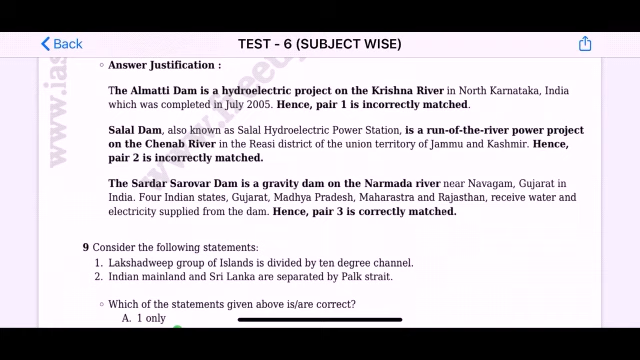 Back
TEST - 6 (SUBJECT WISE)
Answer Justification :
The Almatti Dam is a hydroelectric project on the Krishna River in North Karnataka, India
which was completed in July 2005. Hence, pair 1 is incorrectly matched.
Salal Dam, also known as Salal Hydroelectric Power Station, is a run-of-the-river power project
on the Chenab River in the Reasi district of the union territory of Jammu and Kashmir. Hence,
pair 2 is incorrectly matched.
The Sardar Sarovar Dam is a gravity dam on the Narmada river near Navagam, Gujarat in
India. Four Indian states, Gujarat, Madhya Pradesh, Maharastra and Rajasthan, receive water and
electricity supplied from the dam. Hence, pair 3 is correctly matched.
9 Consider the following statements:
1. Lakshadweep group of Islands is divided by ten degree channel.
2. Indian mainland and Sri Lanka are separated by Palk strait.
Which of the statements given above is/are correct?
A. 1 only